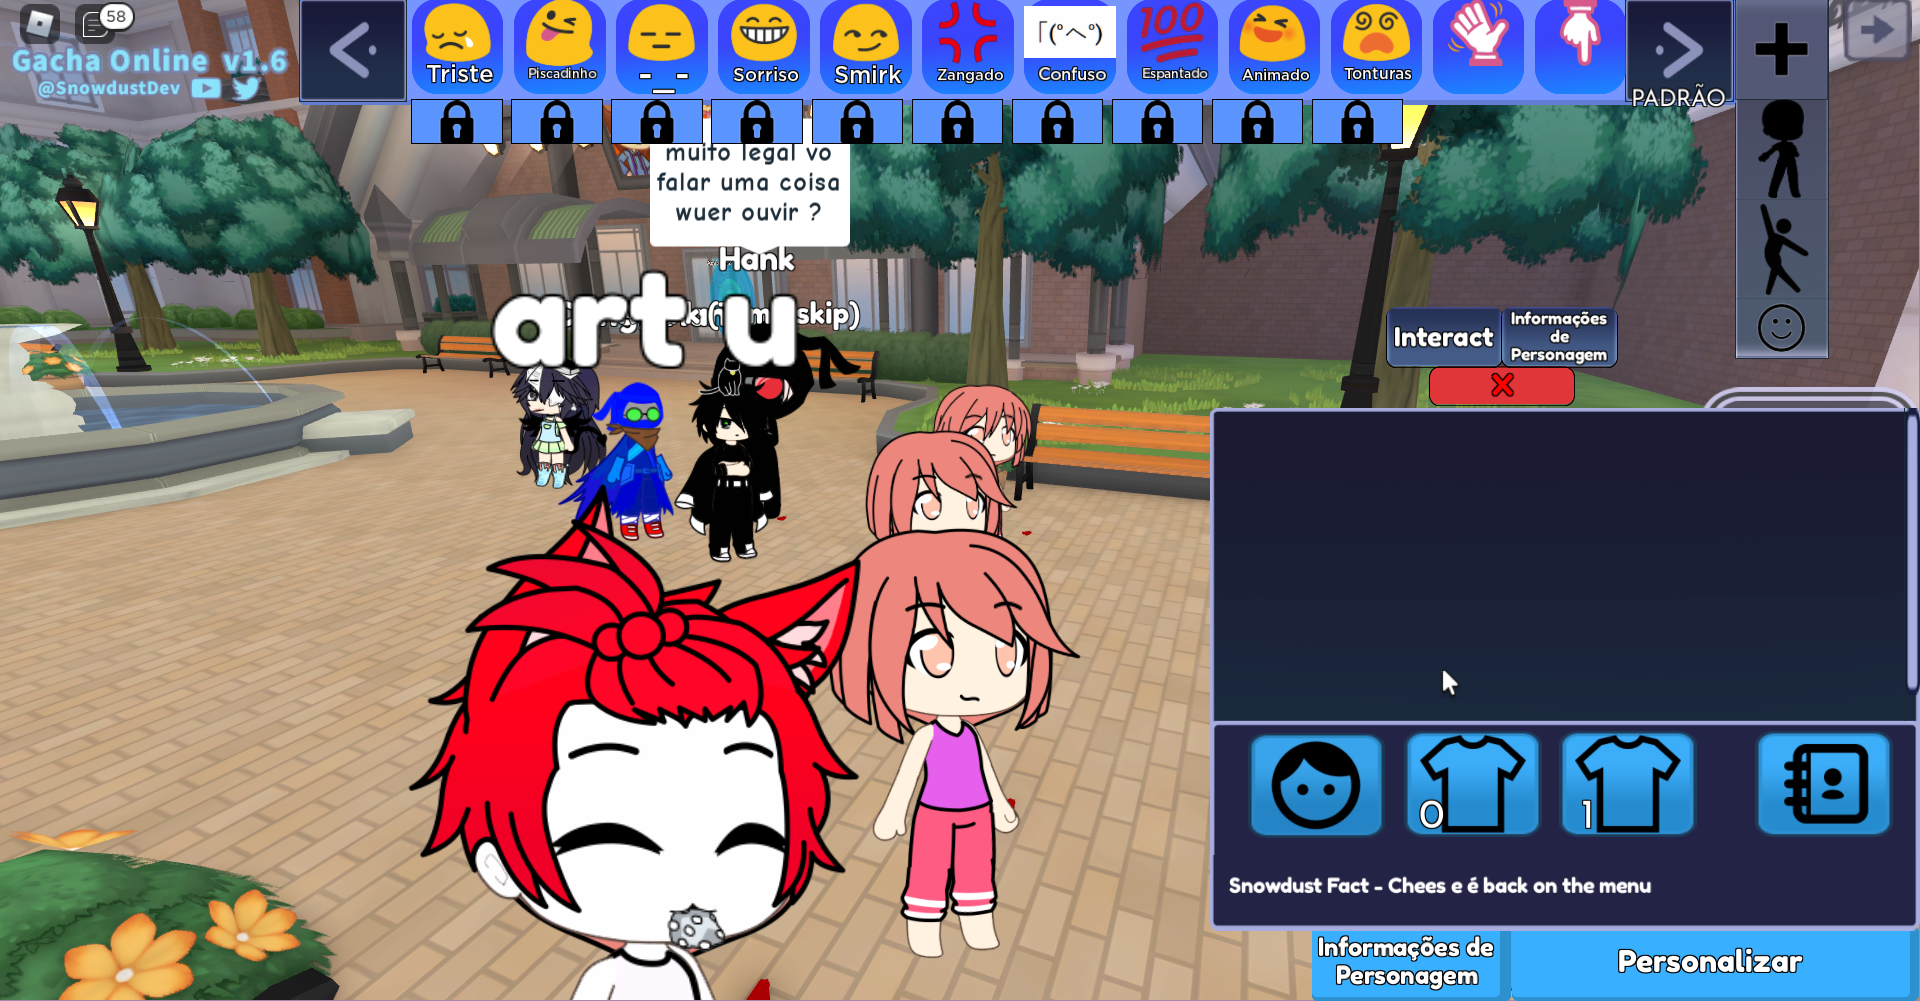 58
Gacha Online v1.6
@SnowdustDev
Triste
Piscadinho
- _ -
Sorriso
Smirk
Zangado
「(°ヘ°)
Confuso
100
Espantado
Animado
Tonturas
PADRÃO
muito legal vo
falar uma coisa
wuer ouvir ?
Hank
art u
skip)
Interact
Informações
de
Personagem
0
1
Snowdust Fact - Chees e é back on the menu
Informações de
Personagem
Personalizar